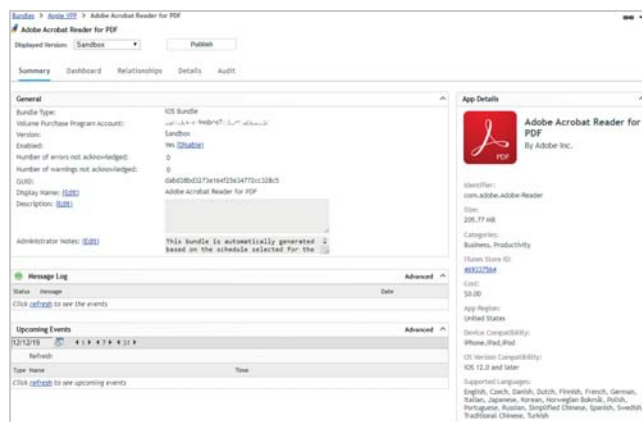 Bundles > Apple VPP > Adobe Acrobat Reader for PDF
Adobe Acrobat Reader for PDF
Displayed Version: Sandbox Publish
Summary Dashboard Relationships Details Audit
General
Bundle Type: iOS Bundle
Volume Purchase Program Account:
Version: Sandbox
Enabled: Yes (Disable)
Number of errors not acknowledged: 0
Number of warnings not acknowledged: 0
GUID:
Display Name: (Edit) Adobe Acrobat Reader for PDF
Description: (Edit)
Administrator Notes: (Edit) This bundle is automatically generated
based on the schedule selected for the
Message Log Advanced
Status Message Date
Click refresh to see the events
Upcoming Events Advanced
12/12/19 1 7 31
Refresh
Type Name Time
Click refresh to see upcoming events
App Details
PDF
Adobe Acrobat Reader for
PDF
By Adobe Inc.
Identifier:
com.adobe.Adobe-Reader
Size:
205.77 MB
Categories:
Business, Productivity
iTunes Store ID:
469337564
Cost:
$0.00
App Region:
United States
Device Compatibility:
iPhone,iPad,iPod
OS Version Compatibility:
iOS 12.0 and later
Supported Languages:
English, Czech, Danish, Dutch, Finnish, French, German,
Italian, Japanese, Korean, Norwegian Bokmål, Polish,
Portuguese, Russian, Simplified Chinese, Spanish, Swedish,
Traditional Chinese, Turkish